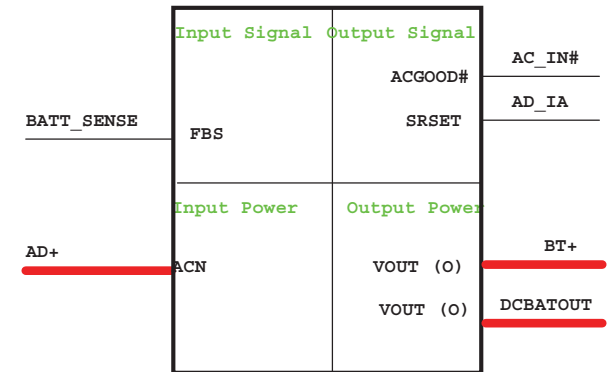 Input Signal Output Signal
AC_IN#
ACGOOD#
AD_IA
BATT_SENSE
SRSET
FBS
Input Power
Output Power
AD+
BT+
ACN
VOUT (O)
DCBATOUT
VOUT (O)